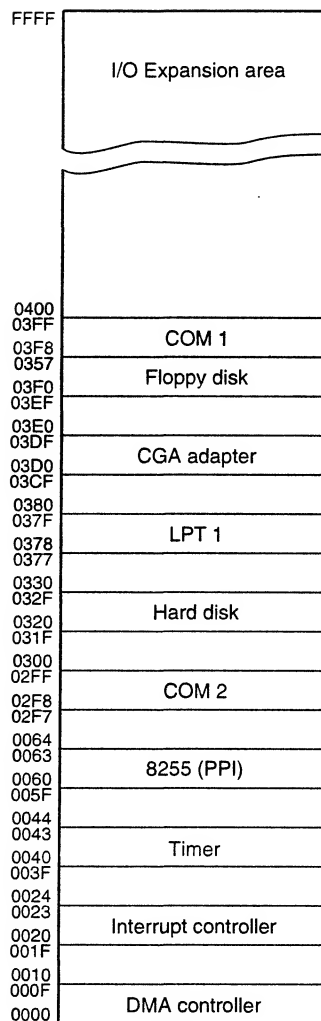 FFFF
I/O Expansion area
0400
03FF
COM 1
03F8
0357
Floppy disk
03F0
03EF
03E0
03DF
CGA adapter
03D0
03CF
0380
037F
LPT 1
0378
0377
0330
032F
Hard disk
0320
031F
0300
02FF
COM 2
02F8
02F7
0064
0063
8255 (PPI)
0060
005F
0044
0043
Timer
0040
003F
0024
0023
Interrupt controller
0020
001F
0010
000F
DMA controller
0000